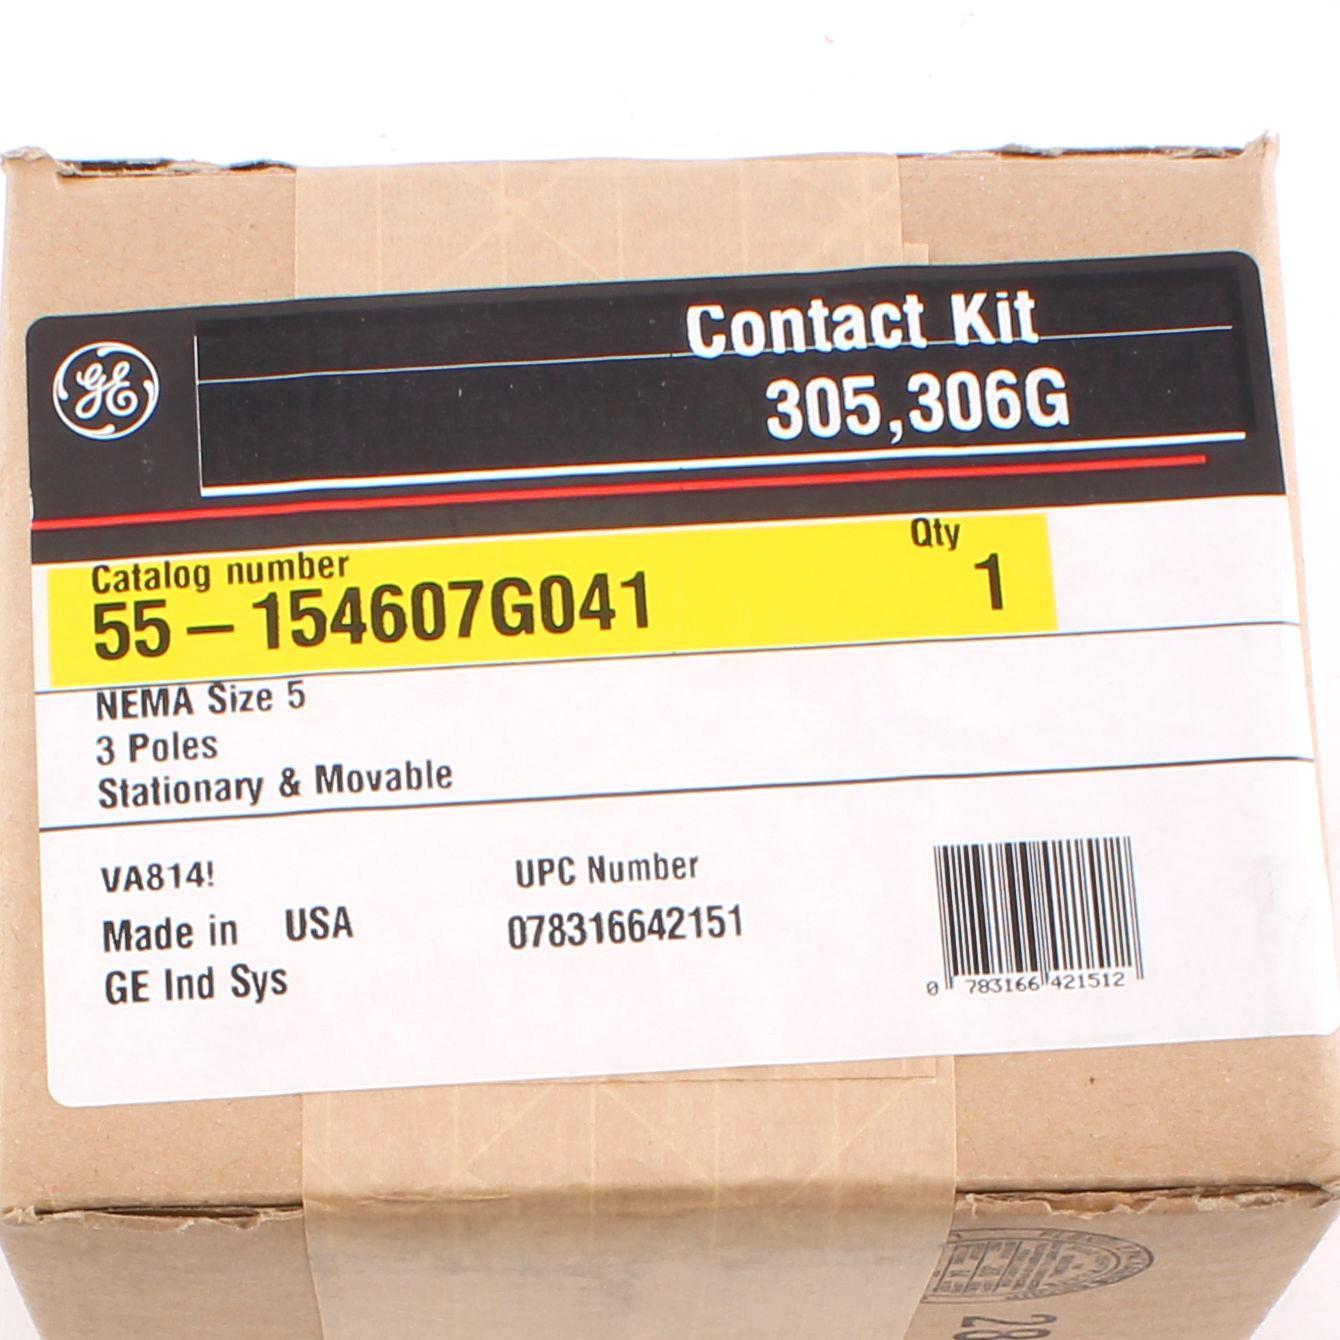 GE
Contact Kit
305,306G
Catalog number
Qty
55-154607G041
1
NEMA Size 5
3 Poles
Stationary & Movable
VA814!
UPC Number
Made in USA
078316642151
GE Ind Sys
0 783166 421512
28